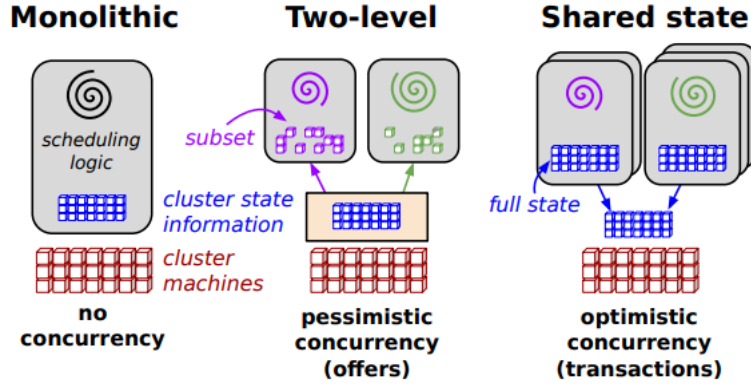 Monolithic
Two-level
Shared state
scheduling
logic
subset
cluster state
information
full state
cluster
machines
no
concurrency
pessimistic
concurrency
(offers)
optimistic
concurrency
(transactions)